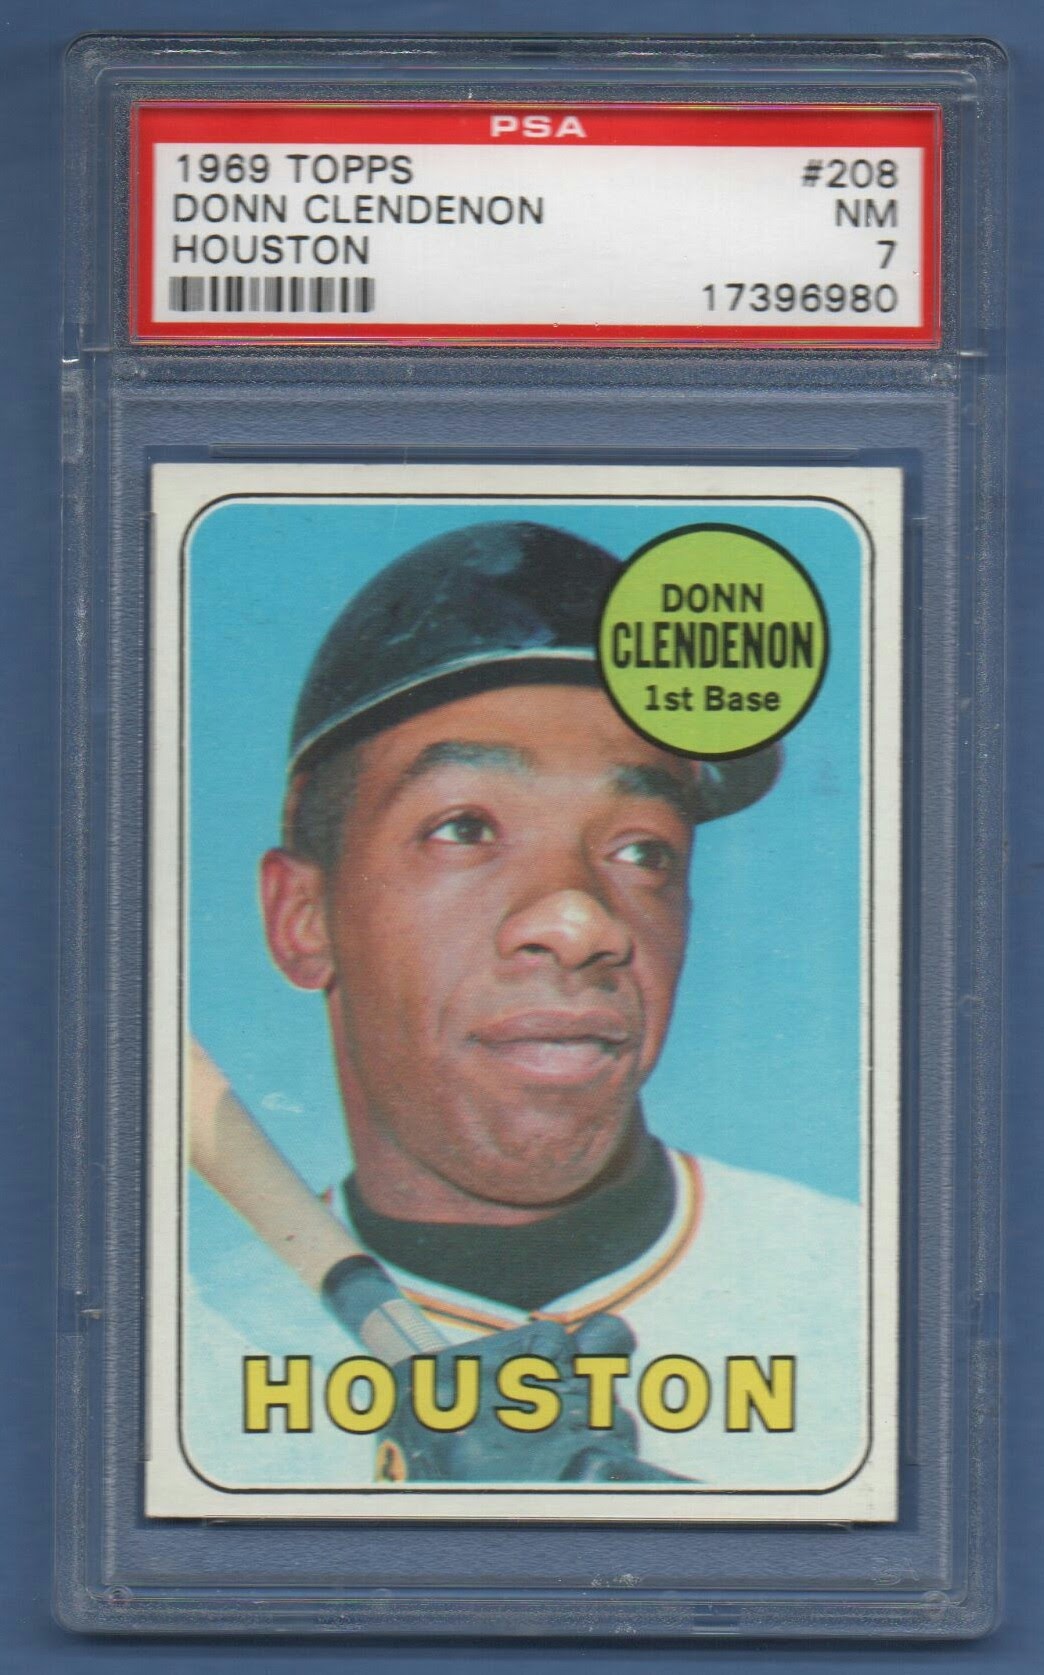 PSA
1969 TOPPS #208
DONN CLENDENON NM
HOUSTON 7
17396980
DONN
CLENDENON
1st Base
HOUSTON